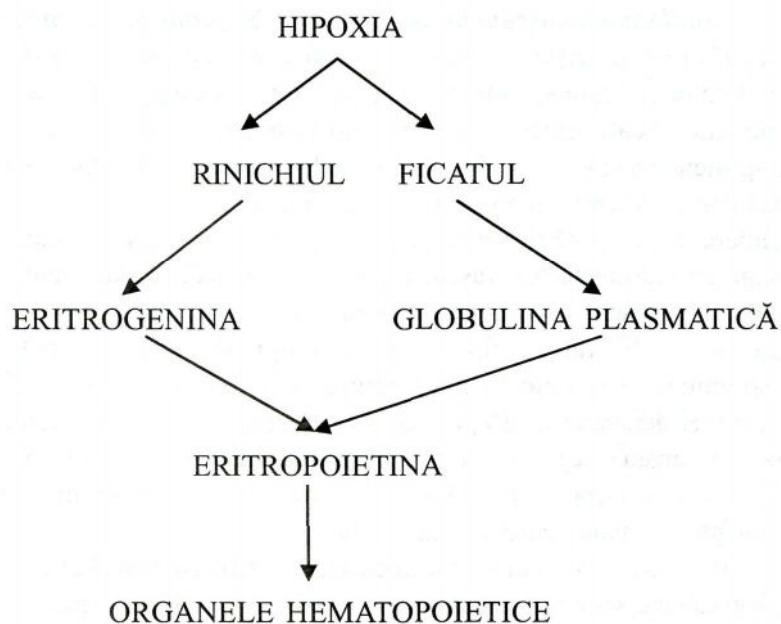 HIPOXIA
RINICHIUL FICATUL
ERITROGENINA GLOBULINA PLASMATICĂ
ERITROPOIETINA
ORGANELE HEMATOPOIETICE